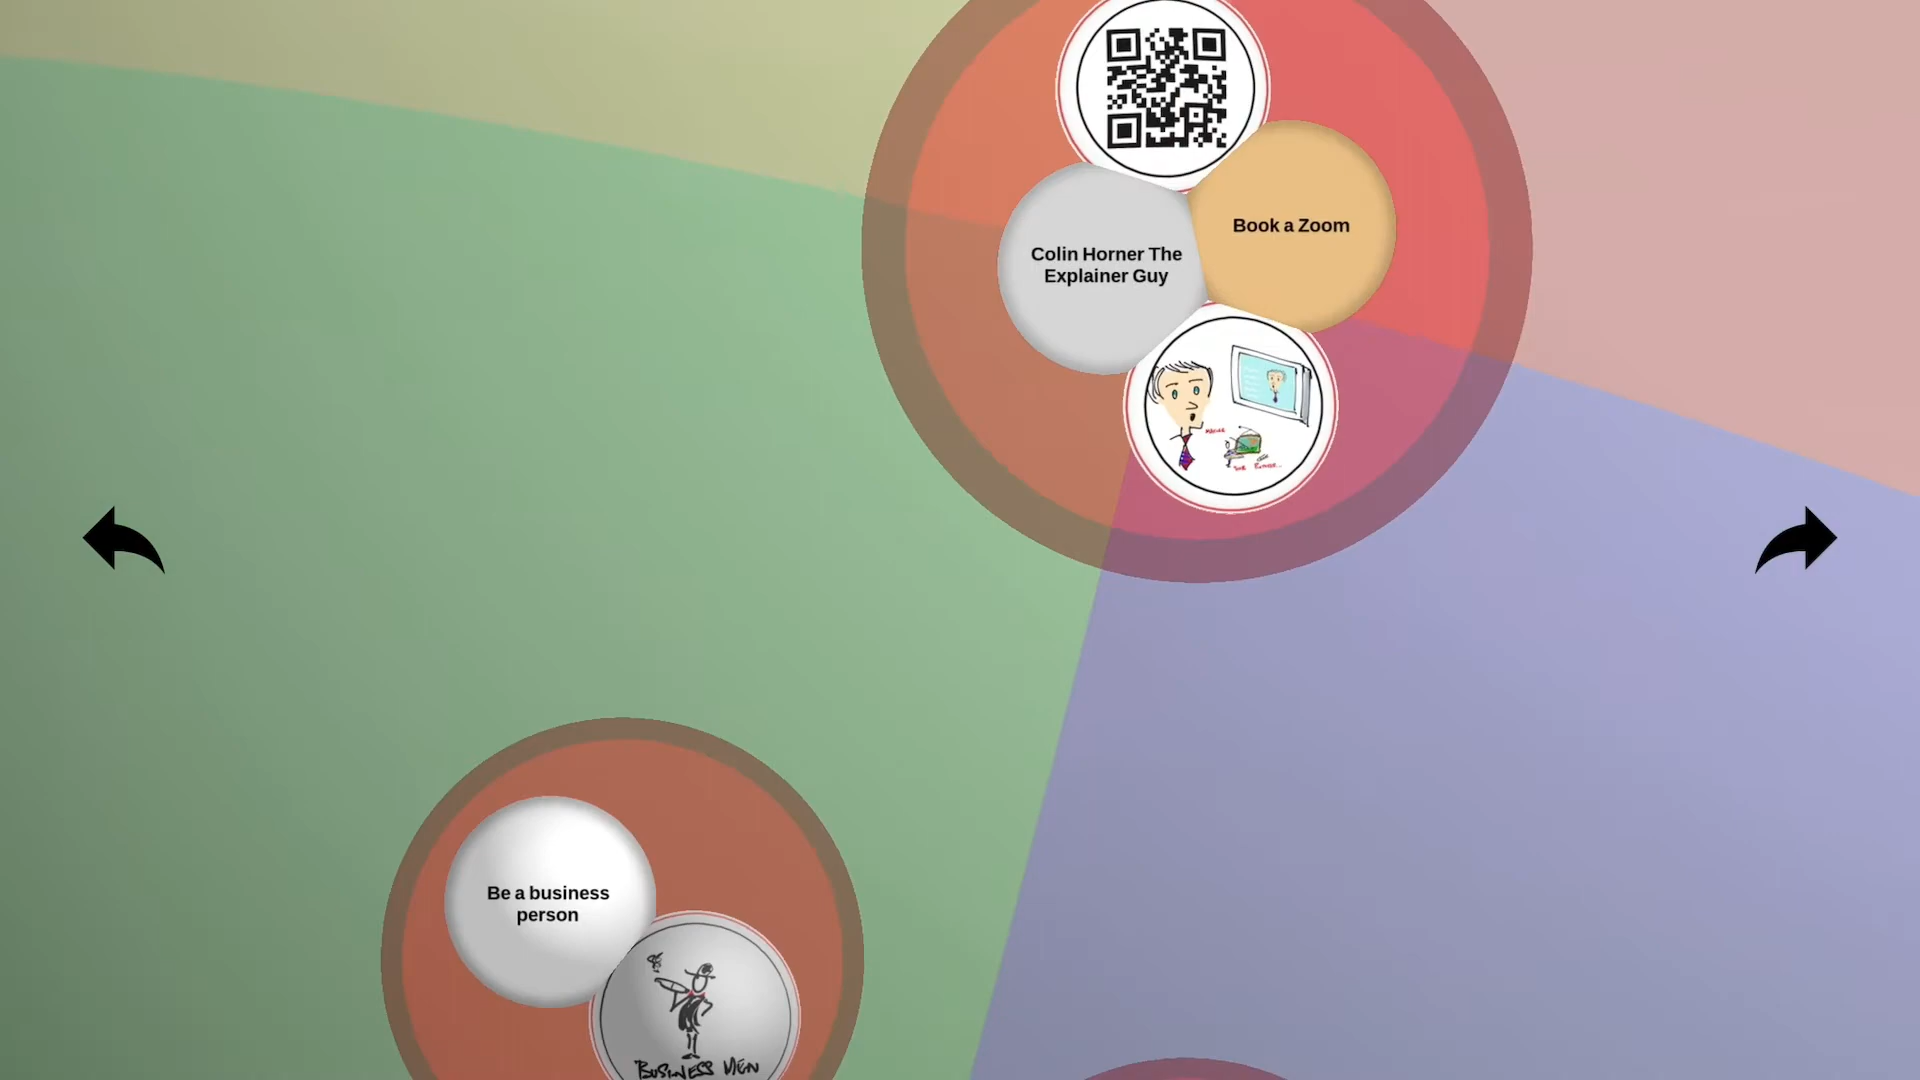 Book a Zoom
Colin Horner The
Explainer Guy
Be a business
person
BUSINESS MEN